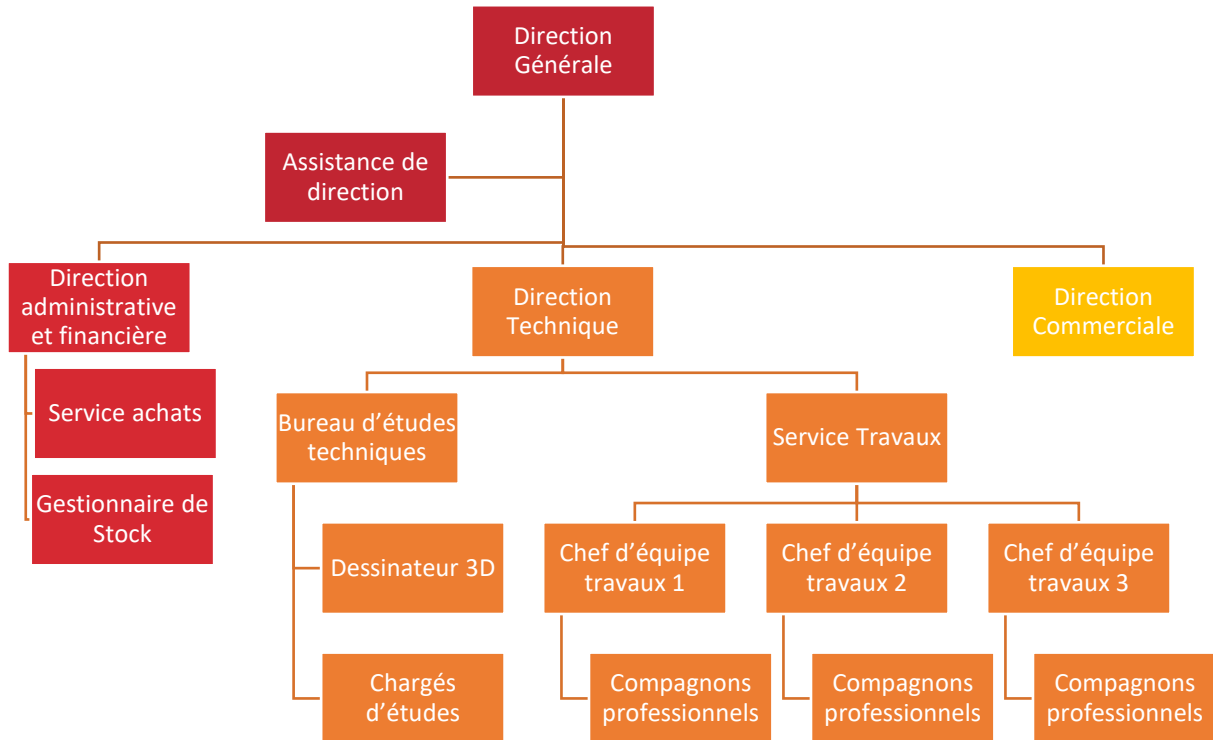 Direction
Générale
Assistance de
direction
Direction
administrative
et financière
Direction
Technique
Direction
Commerciale
Service achats
Bureau d’études
techniques
Service Travaux
Gestionnaire de
Stock
Dessinateur 3D
Chef d’équipe
travaux 1
Chef d’équipe
travaux 2
Chef d’équipe
travaux 3
Chargés
d’études
Compagnons
professionnels
Compagnons
professionnels
Compagnons
professionnels